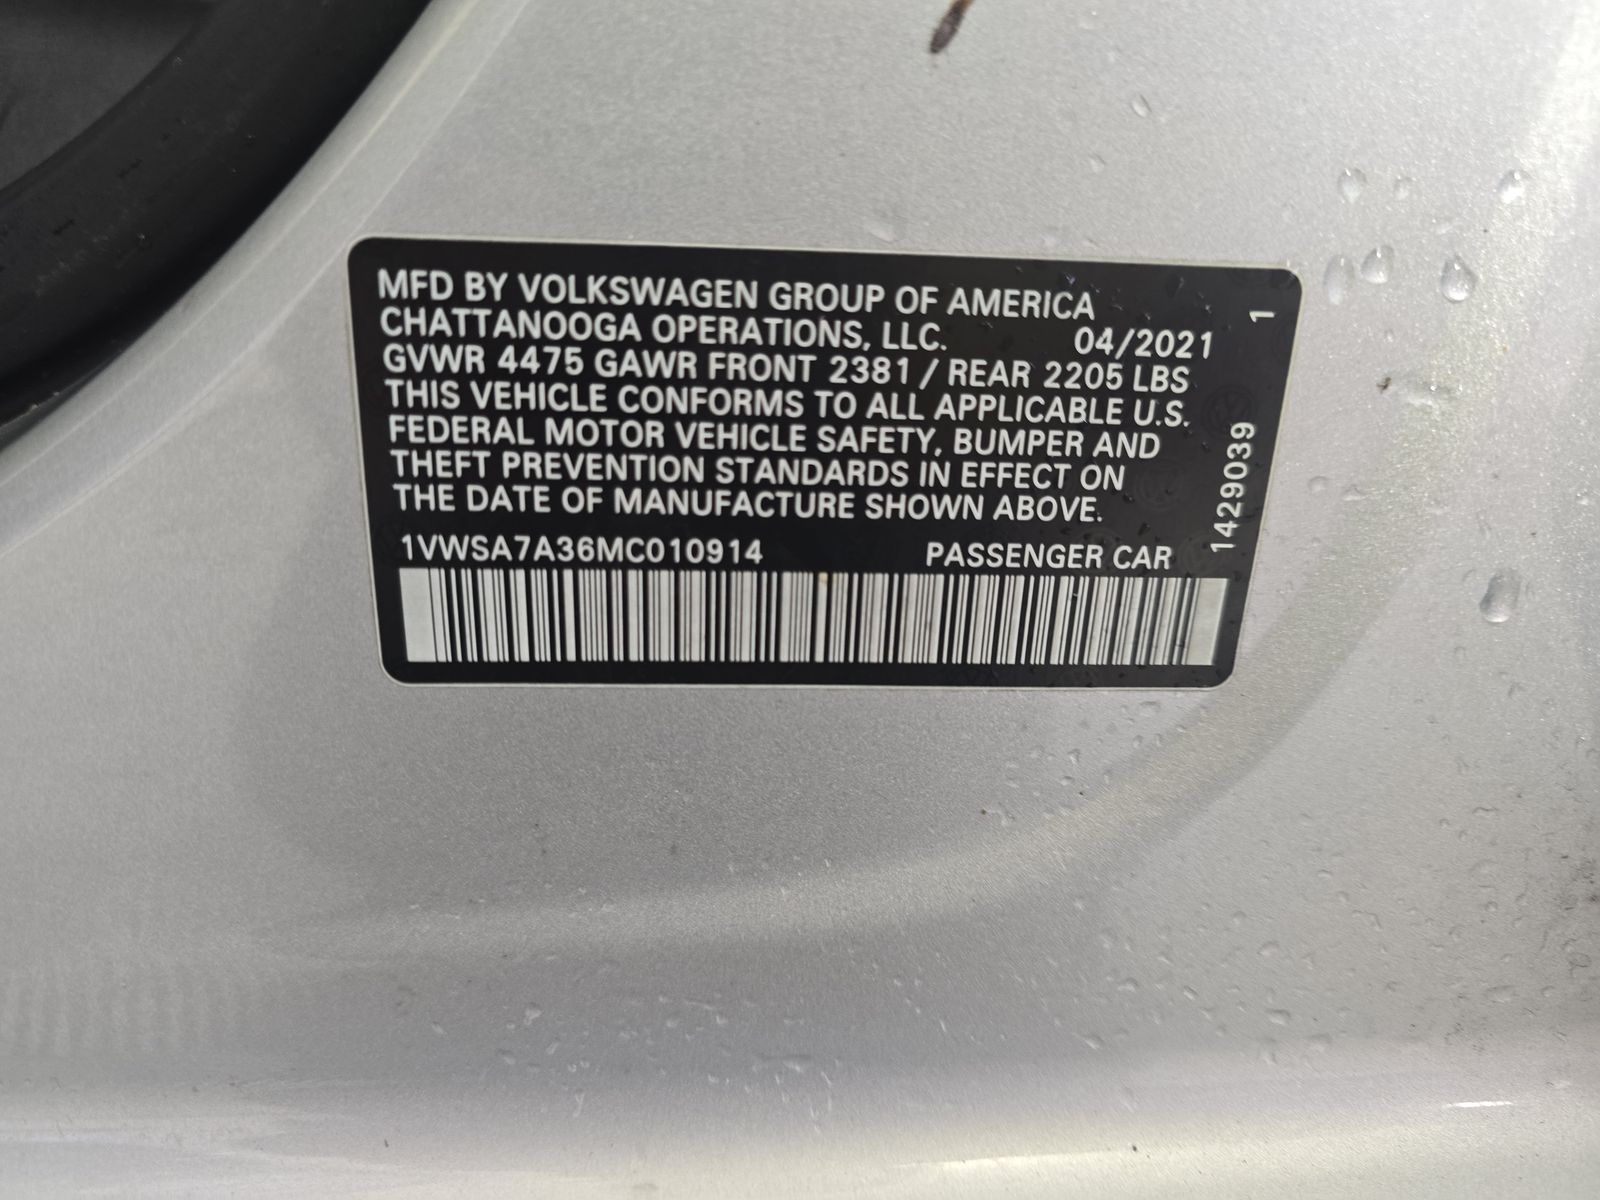 MFD BY VOLKSWAGEN GROUP OF AMERICA
CHATTANOOGA OPERATIONS, LLC. 04/2021
GVWR 4475 GAWR FRONT 2381 / REAR 2205 LBS
THIS VEHICLE CONFORMS TO ALL APPLICABLE U.S.
FEDERAL MOTOR VEHICLE SAFETY, BUMPER AND
THEFT PREVENTION STANDARDS IN EFFECT ON
THE DATE OF MANUFACTURE SHOWN ABOVE.
1VWSA7A36MC010914 PASSENGER CAR
1429039 1